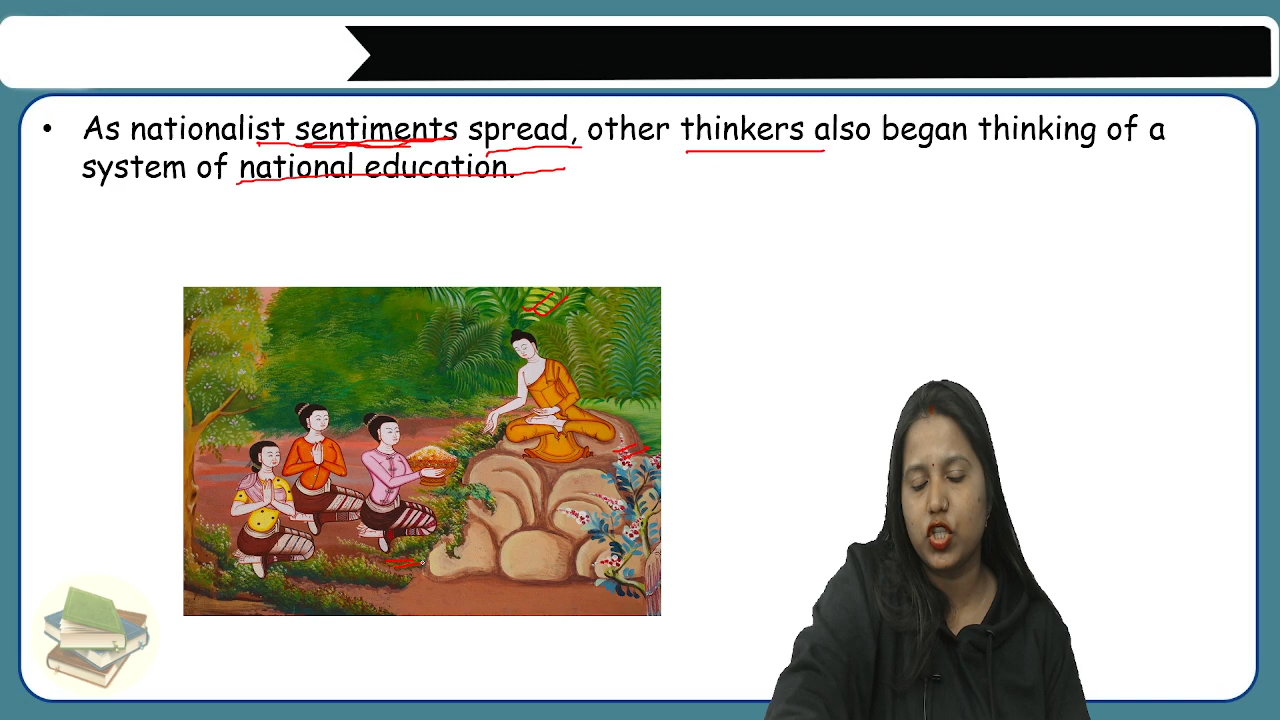 • As nationalist sentiments spread, other thinkers also began thinking of a
system of national education.